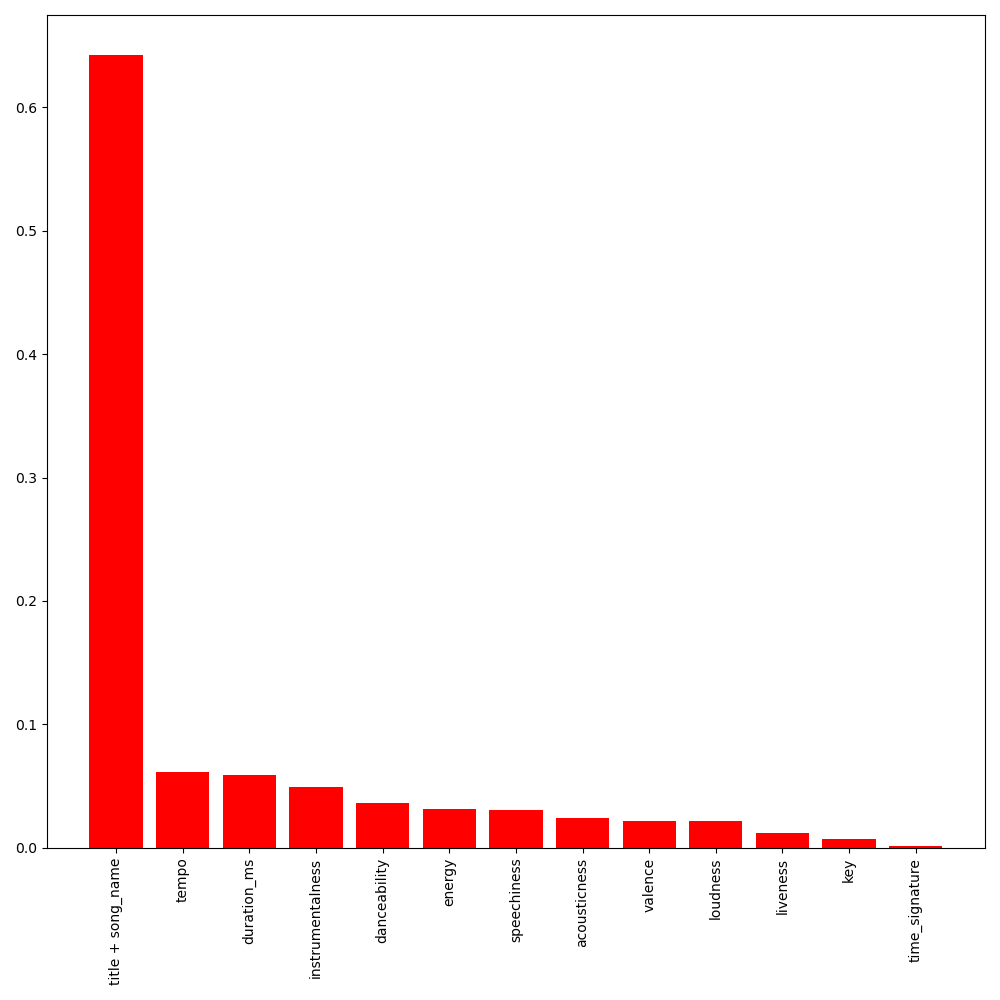 0.6
0.5
0.4
0.3
0.2
0.1
0.0
title + song_name
tempo
duration_ms
instrumentalness
danceability
energy
speechiness
acousticness
valence
loudness
liveness
key
time_signature